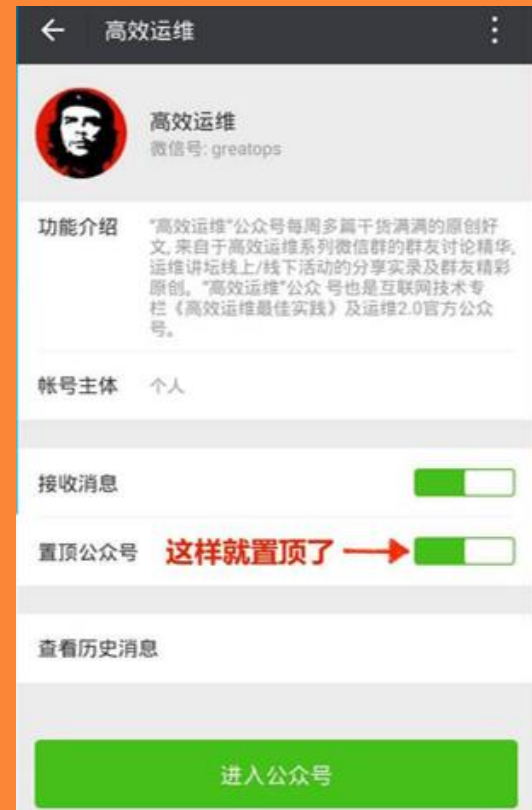 高效运维
高效运维
微信号: greatops
功能介绍
"高效运维"公众号每周多篇干货满满的原创好
文, 来自于高效运维系列微信群的群友讨论精华,
运维讲坛线上/线下活动的分享实录及群友精彩
原创。"高效运维"公众 号也是互联网技术专
栏《高效运维最佳实践》及运维2.0官方公众
号。
帐号主体 个人
接收消息
置顶公众号 这样就置顶了
查看历史消息
进入公众号